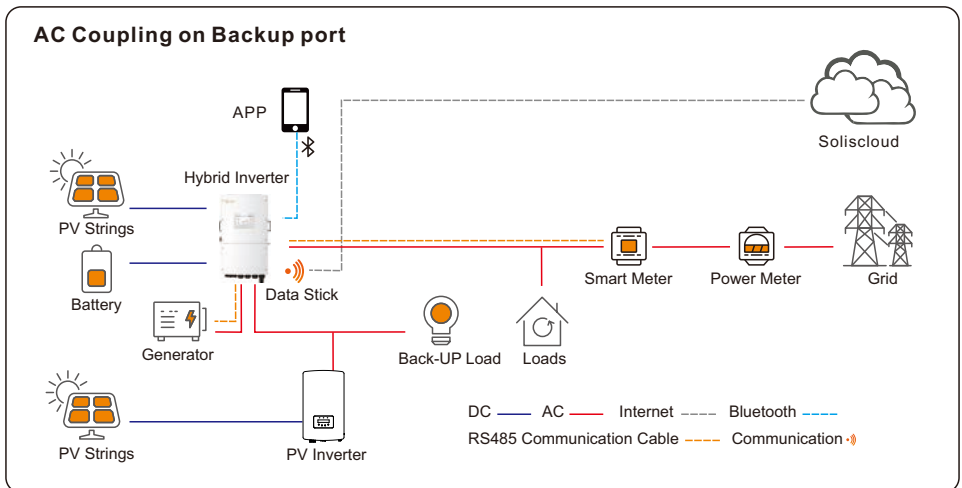 AC Coupling on Backup port
APP
Soliscloud
Hybrid Inverter
PV Strings
Battery
Data Stick
Smart Meter
Power Meter
Grid
Generator
Back-UP Load
Loads
DC AC Internet Bluetooth
RS485 Communication Cable Communication
PV Strings
PV Inverter